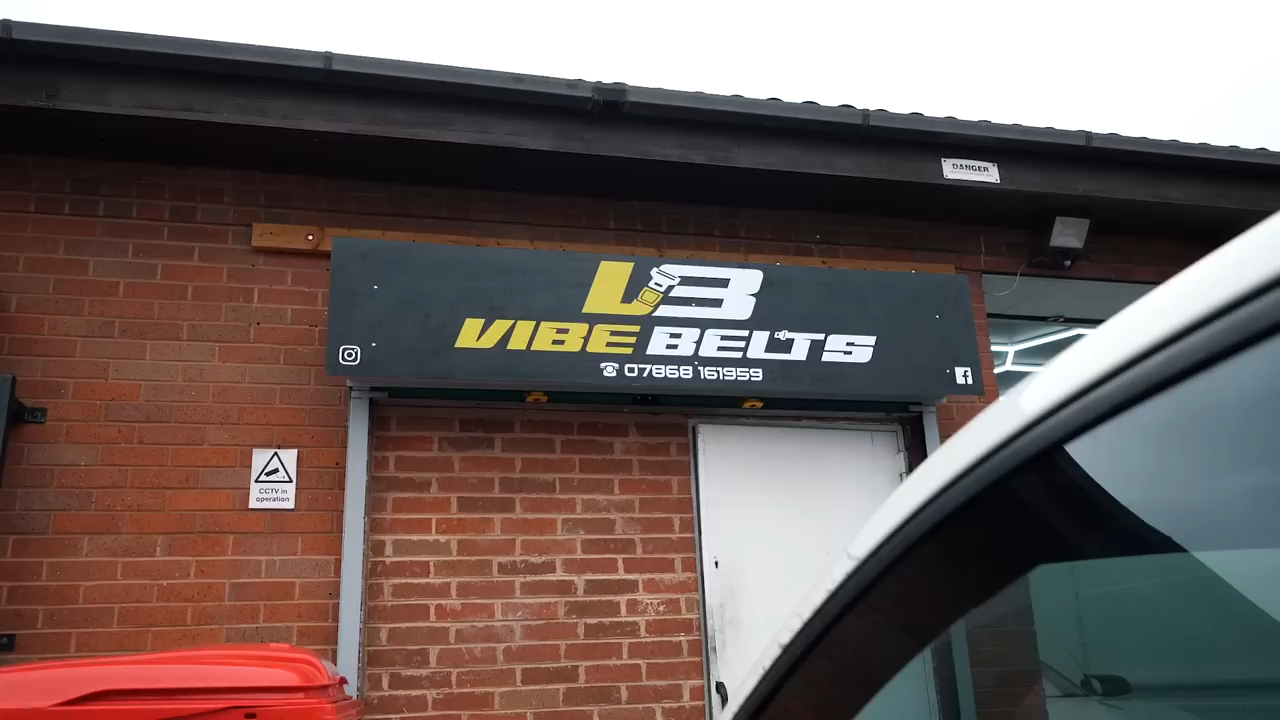 DANGER
VB
VIBE BELTS
07868 161959
CCTV in
operation